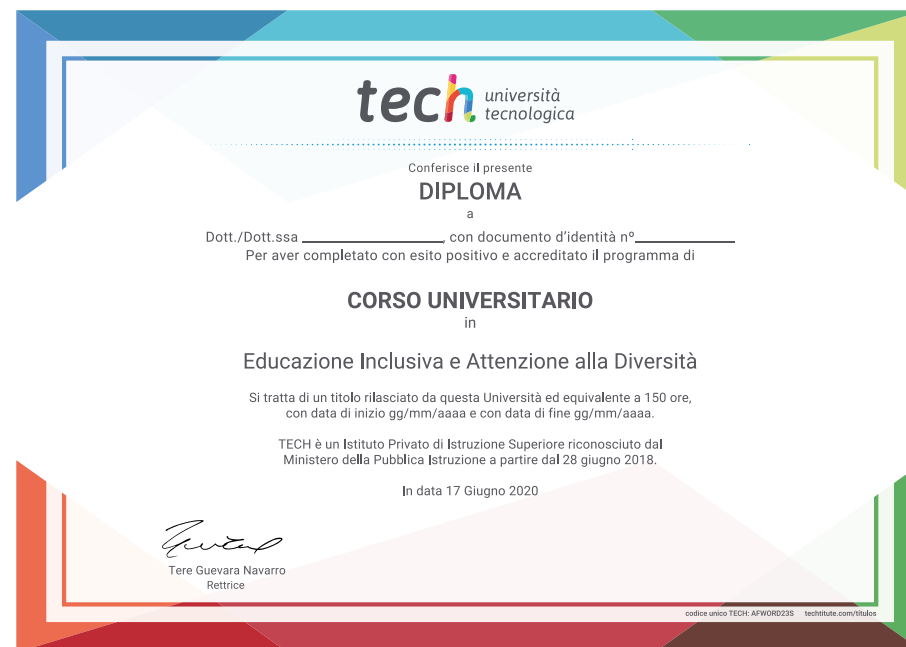 tech università
tecnologica
Conferisce il presente
DIPLOMA
a
Dott./Dott.ssa ________________, con documento d'identità nº____________
Per aver completato con esito positivo e accreditato il programma di
CORSO UNIVERSITARIO
in
Educazione Inclusiva e Attenzione alla Diversità
Si tratta di un titolo rilasciato da questa Università ed equivalente a 150 ore,
con data di inizio gg/mm/aaaa e con data di fine gg/mm/aaaa.
TECH è un Istituto Privato di Istruzione Superiore riconosciuto dal
Ministero della Pubblica Istruzione a partire dal 28 giugno 2018.
In data 17 Giugno 2020
Tere Guevara Navarro
Rettrice
codice unico TECH: AFWORD23S techtitute.com/titulos